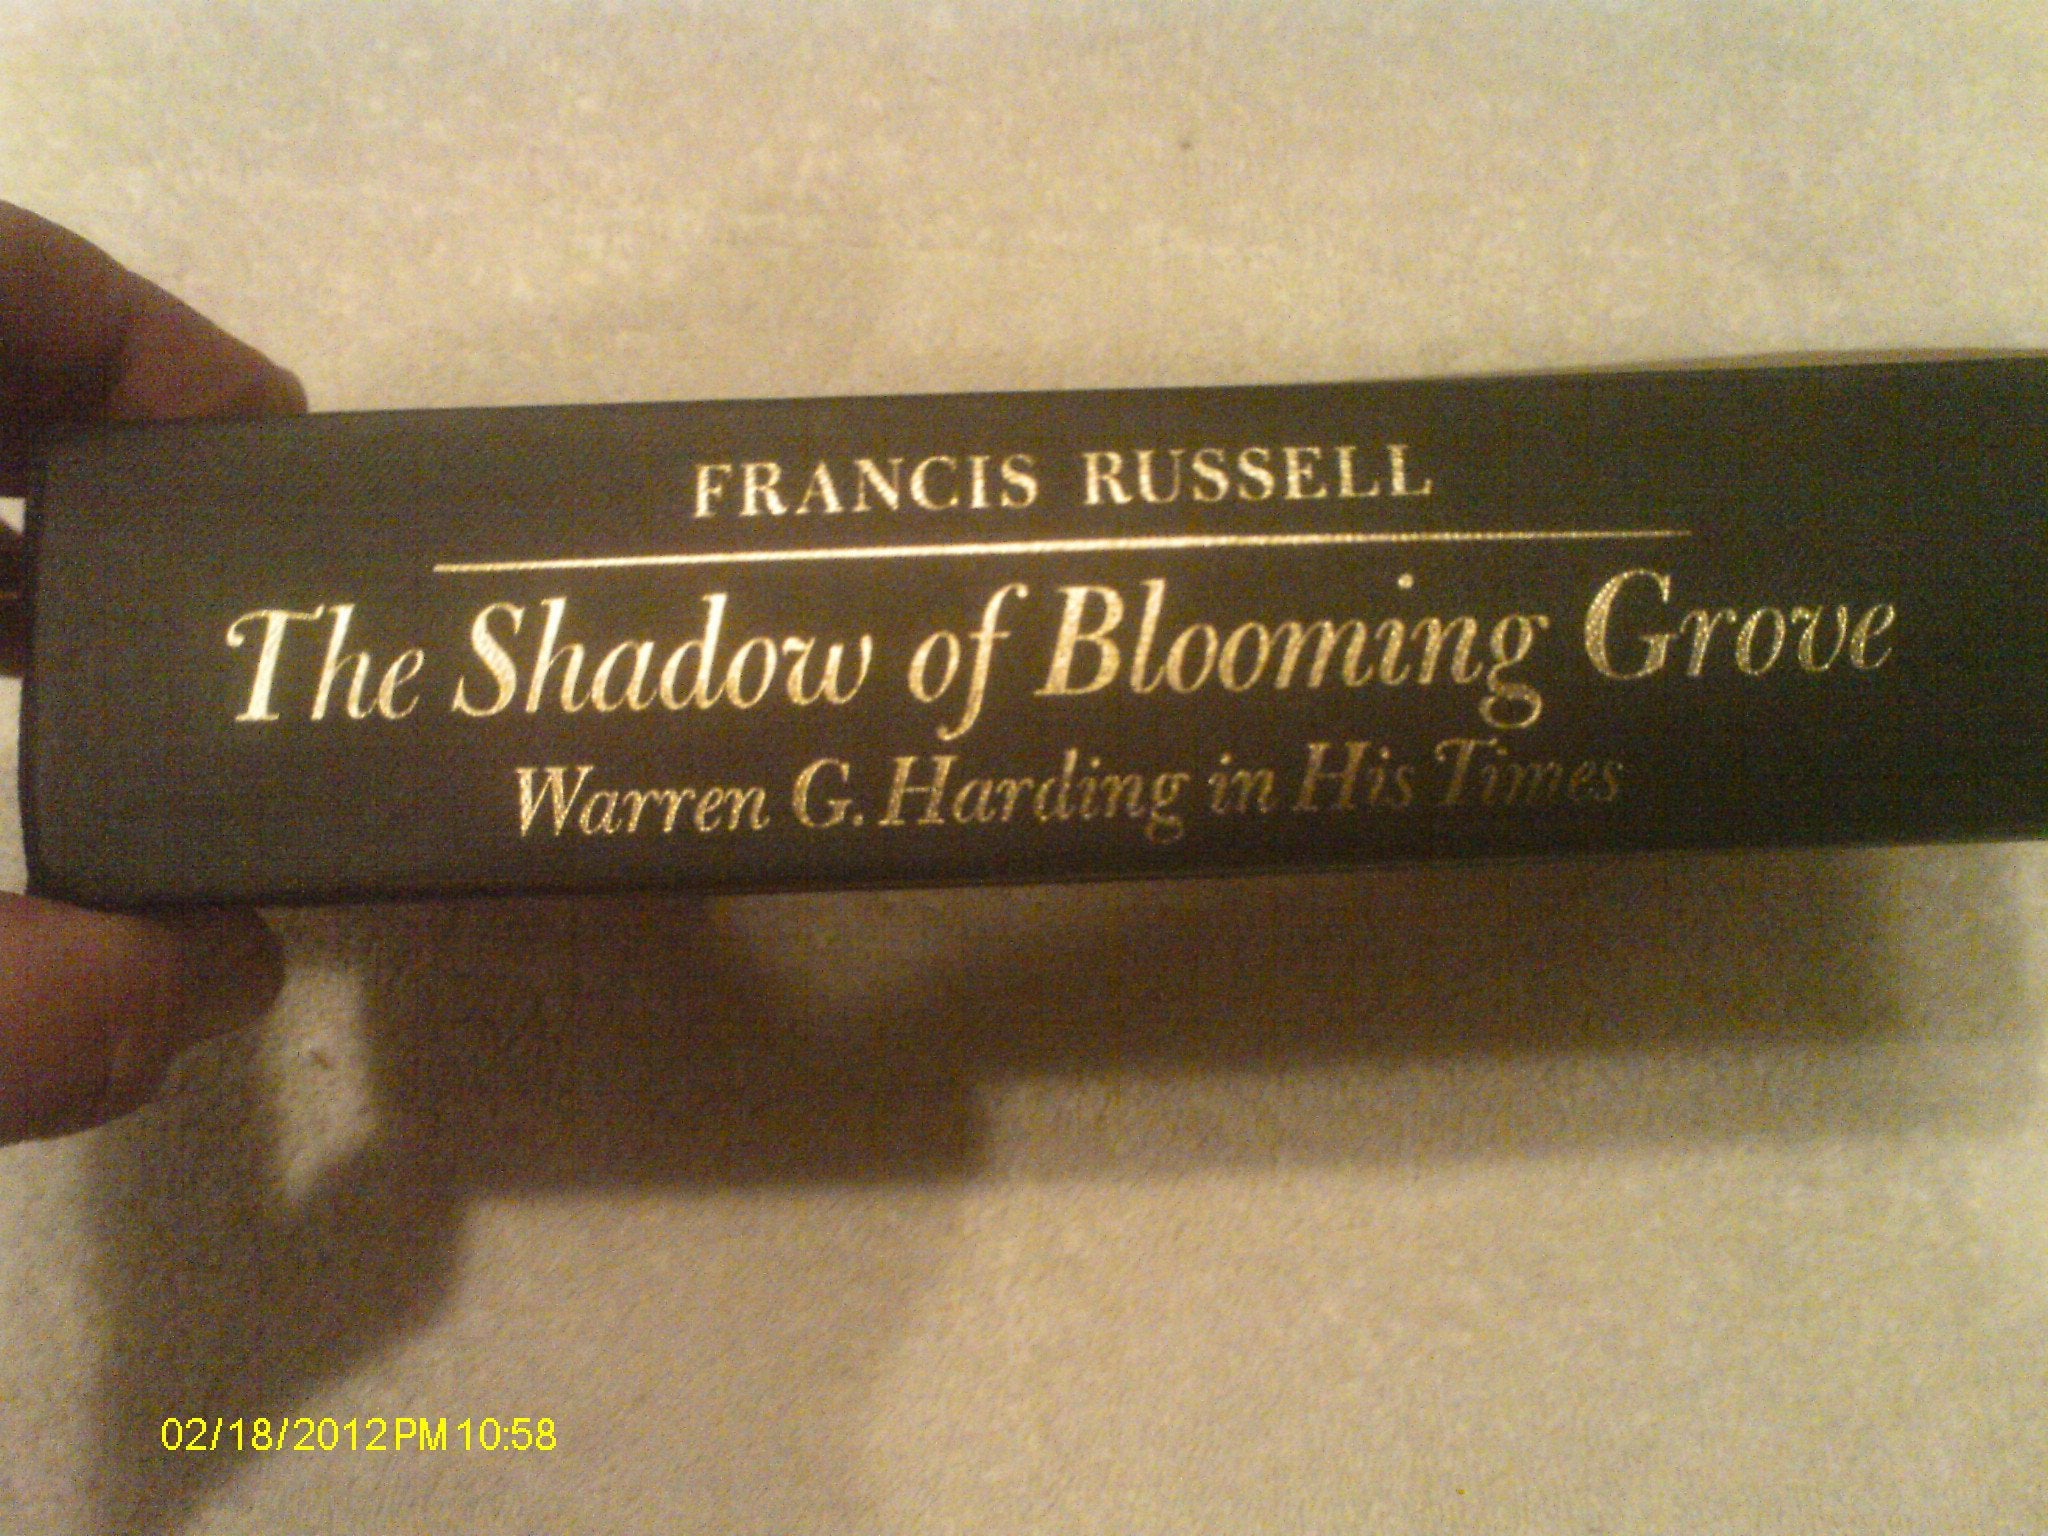 FRANCIS RUSSELL
The Shadow of Blooming Grove
Warren G. Harding in His Times
02/18/2012 PM 10:58